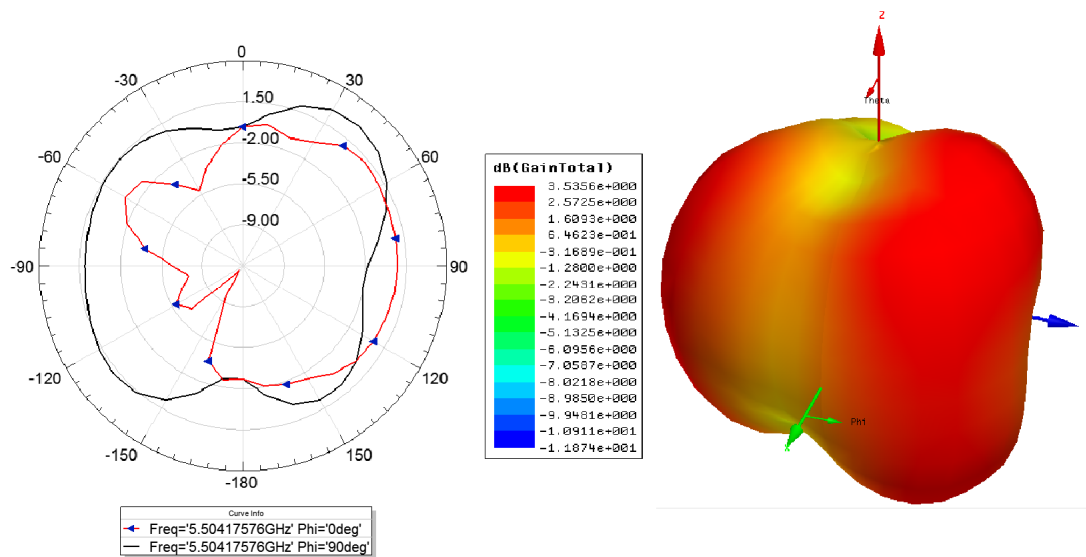 0
-30
30
1.50
-60
60
-2.00
-5.50
-9.00
-90
90
-120
120
-150
150
-180
Curve Info
Freq='5.50417576GHz' Phi='0deg'
Freq='5.50417576GHz' Phi='90deg'
dB(GainTotal)
3.5356e+000
2.5725e+000
1.6093e+000
6.4623e-001
-3.1689e-001
-1.2800e+000
-2.2431e+000
-3.2062e+000
-4.1694e+000
-5.1325e+000
-6.0956e+000
-7.0587e+000
-8.0218e+000
-8.9850e+000
-9.9481e+000
-1.0911e+001
-1.1874e+001
Z
Theta
Phi
X